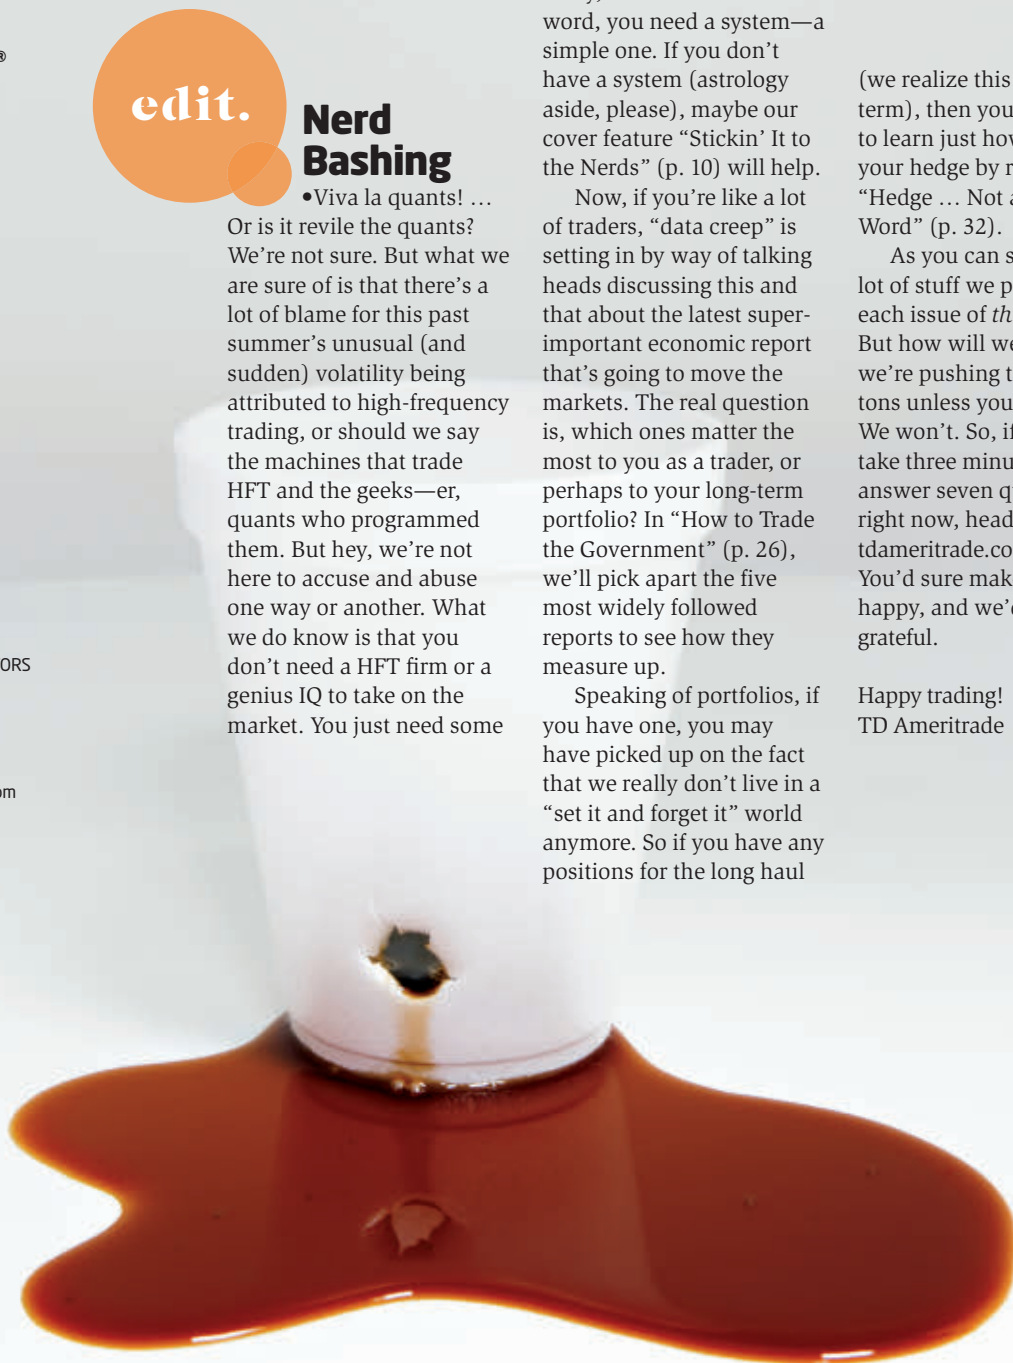 ®
ORS
om
edit.
Nerd
Bashing
•Viva la quants! …
Or is it revile the quants?
We’re not sure. But what we
are sure of is that there’s a
lot of blame for this past
summer’s unusual (and
sudden) volatility being
attributed to high-frequency
trading, or should we say
the machines that trade
HFT and the geeks—er,
quants who programmed
them. But hey, we’re not
here to accuse and abuse
one way or another. What
we do know is that you
don’t need a HFT firm or a
genius IQ to take on the
market. You just need some
word, you need a system—a
simple one. If you don’t
have a system (astrology
aside, please), maybe our
cover feature “Stickin’ It to
the Nerds” (p. 10) will help.
Now, if you’re like a lot
of traders, “data creep” is
setting in by way of talking
heads discussing this and
that about the latest super-
important economic report
that’s going to move the
markets. The real question
is, which ones matter the
most to you as a trader, or
perhaps to your long-term
portfolio? In “How to Trade
the Government” (p. 26),
we’ll pick apart the five
most widely followed
reports to see how they
measure up.
Speaking of portfolios, if
you have one, you may
have picked up on the fact
that we really don’t live in a
“set it and forget it” world
anymore. So if you have any
positions for the long haul
(we realize this
term), then you
to learn just how
your hedge by r
“Hedge … Not a
Word” (p. 32).
As you can s
lot of stuff we p
each issue of th
But how will we
we’re pushing t
tons unless you
We won’t. So, if
take three minu
answer seven q
right now, head
tdameritrade.co
You’d sure mak
happy, and we’
grateful.
Happy trading!
TD Ameritrade